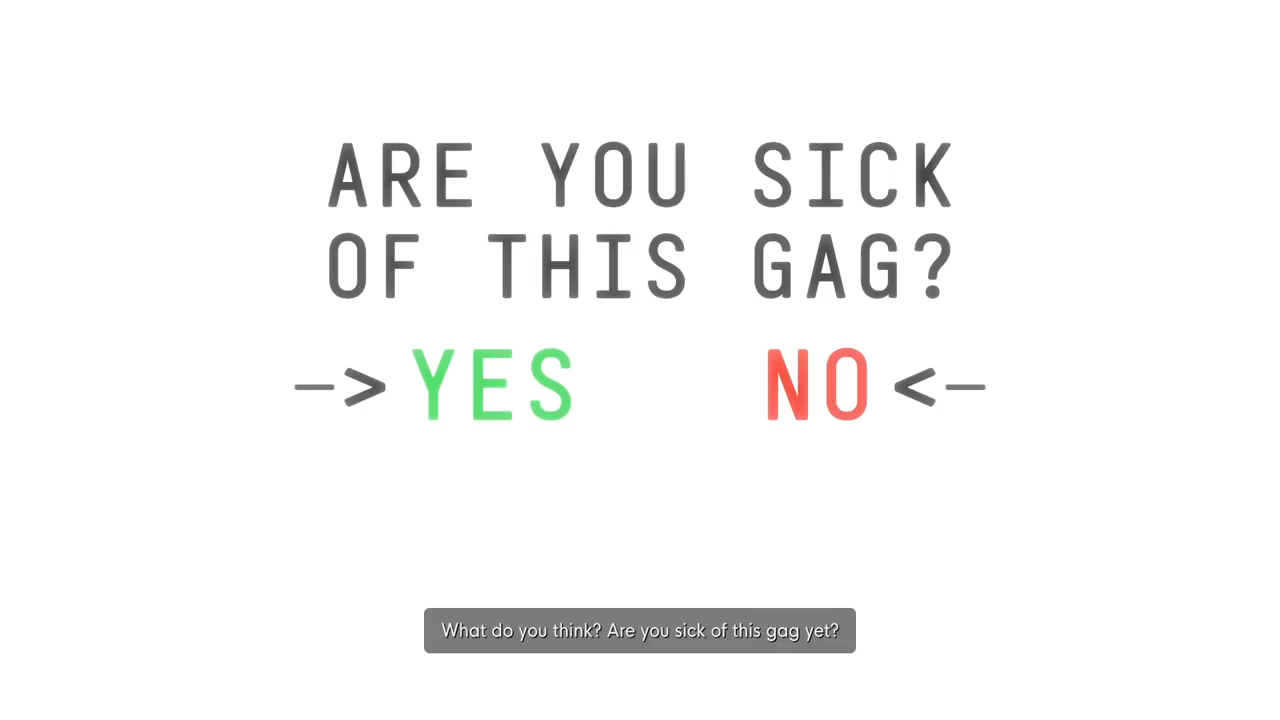 ARE YOU SICK
OF THIS GAG?
—> YES NO <—
What do you think? Are you sick of this gag yet?